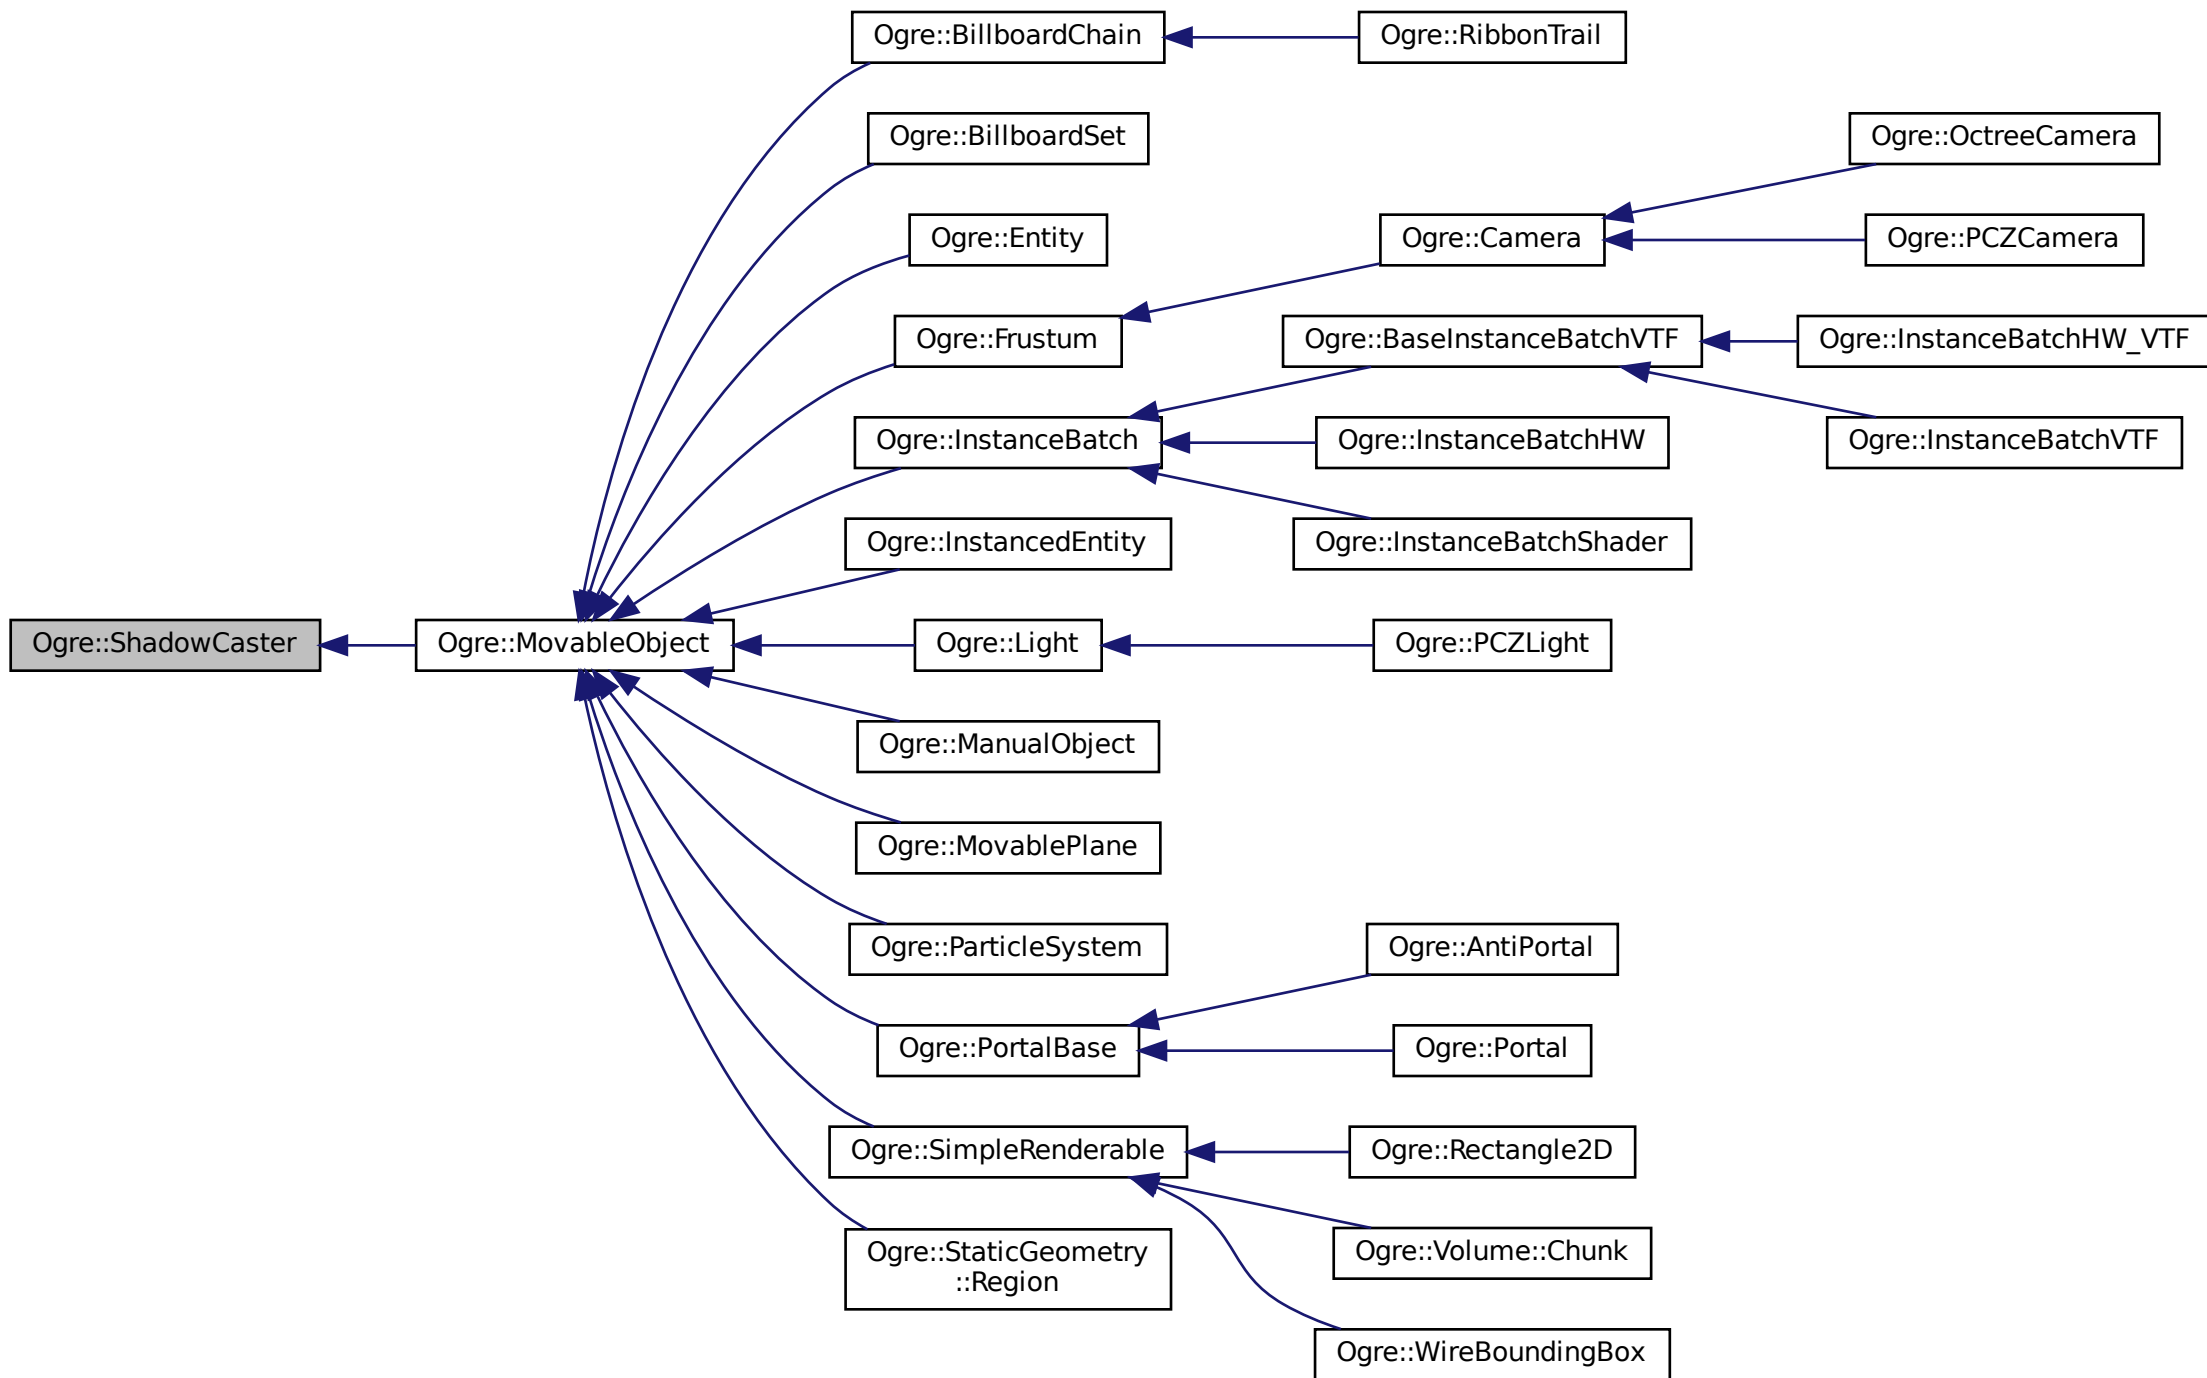 Ogre::BillboardChain
Ogre::RibbonTrail
Ogre::BillboardSet
Ogre::OctreeCamera
Ogre::Entity
Ogre::Camera
Ogre::PCZCamera
Ogre::Frustum
Ogre::BaseInstanceBatchVTF
Ogre::InstanceBatchHW_VTF
Ogre::InstanceBatch
Ogre::InstanceBatchHW
Ogre::InstanceBatchVTF
Ogre::InstancedEntity
Ogre::InstanceBatchShader
Ogre::ShadowCaster
Ogre::MovableObject
Ogre::Light
Ogre::PCZLight
Ogre::ManualObject
Ogre::MovablePlane
Ogre::ParticleSystem
Ogre::AntiPortal
Ogre::PortalBase
Ogre::Portal
Ogre::SimpleRenderable
Ogre::Rectangle2D
Ogre::StaticGeometry
::Region
Ogre::Volume::Chunk
Ogre::WireBoundingBox